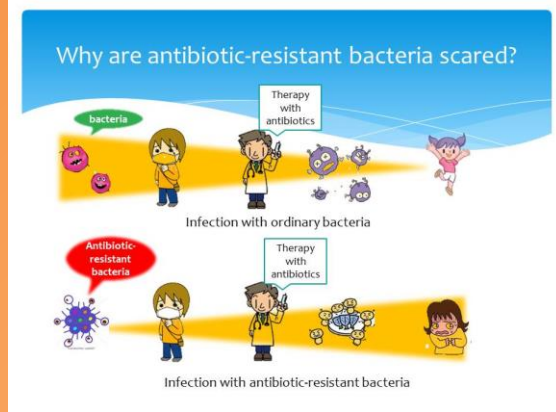 Why are antibiotic-resistant bacteria scared?
bacteria
Therapy
with
antibiotics
Infection with ordinary bacteria
Antibiotic-
resistant
bacteria
Therapy
with
antibiotics
Infection with antibiotic-resistant bacteria